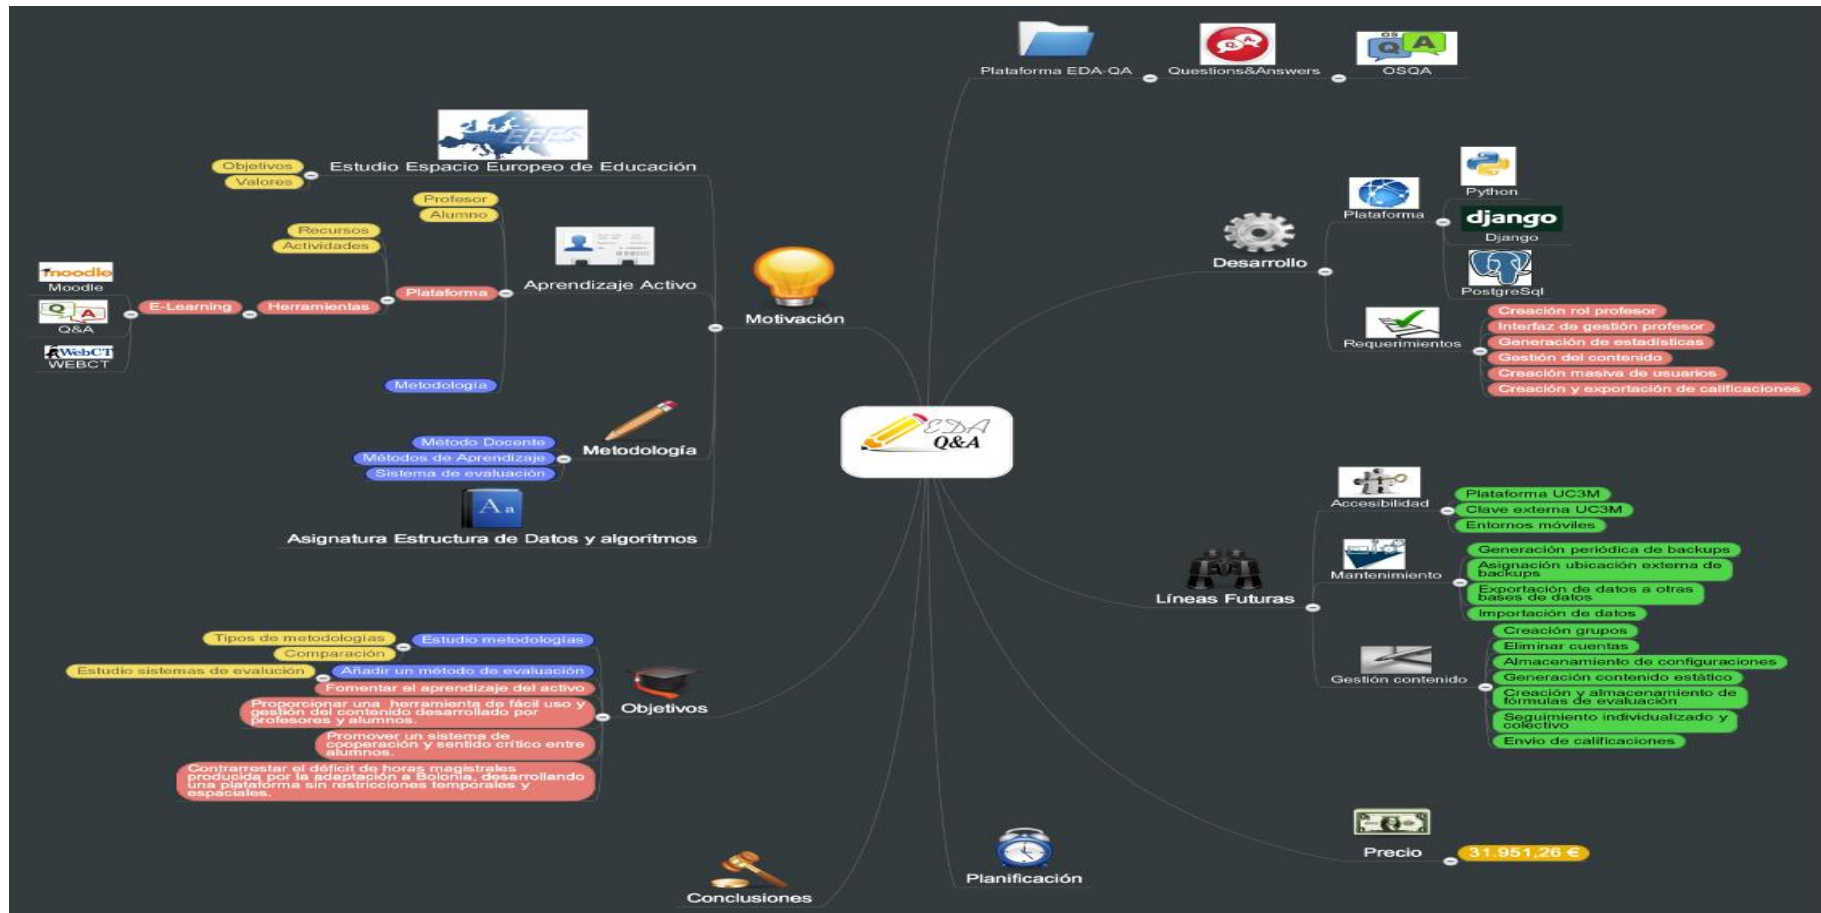 Plataforma EDA-QA
Q A
Questions&Answers
OS
Q A
OSQA
EEES
Estudio Espacio Europeo de Educación
Objetivos
Valores
Profesor
Alumno
Recursos
Actividades
Aprendizaje Activo
Plataforma
Herramientas
E-Learning
moodle
Moodle
Q A
Q&A
WebCT
WEBCT
Metodología
Motivación
Metodología
Método Docente
Métodos de Aprendizaje
Sistema de evaluación
A a
Asignatura Estructura de Datos y algoritmos
EDA
Q&A
Desarrollo
Plataforma
Python
django
Django
PostgreSql
Requerimientos
Creación rol profesor
Interfaz de gestión profesor
Generación de estadísticas
Gestión del contenido
Creación masiva de usuarios
Creación y exportación de calificaciones
Líneas Futuras
Accesibilidad
Plataforma UC3M
Clave externa UC3M
Entornos móviles
Mantenimiento
Generación periódica de backups
Asignación ubicación externa de
backups
Exportación de datos a otras
bases de datos
Importación de datos
Gestión contenido
Creación grupos
Eliminar cuentas
Almacenamiento de configuraciones
Generación contenido estático
Creación y almacenamiento de
fórmulas de evaluación
Seguimiento individualizado y
colectivo
Envio de calificaciones
Objetivos
Estudio metodologías
Tipos de metodologías
Comparación
Añadir un método de evaluación
Estudio sistemas de evalución
Fomentar el aprendizaje del activo
Proporcionar una herramienta de fácil uso y
gestión del contenido desarrollado por
profesores y alumnos.
Promover un sistema de
cooperación y sentido crítico entre
alumnos.
Contrarrestar el déficit de horas magistrales
producida por la adaptación a Bolonia, desarrollando
una plataforma sin restricciones temporales y
espaciales.
Precio
31.951,26 €
Planificación
Conclusiones